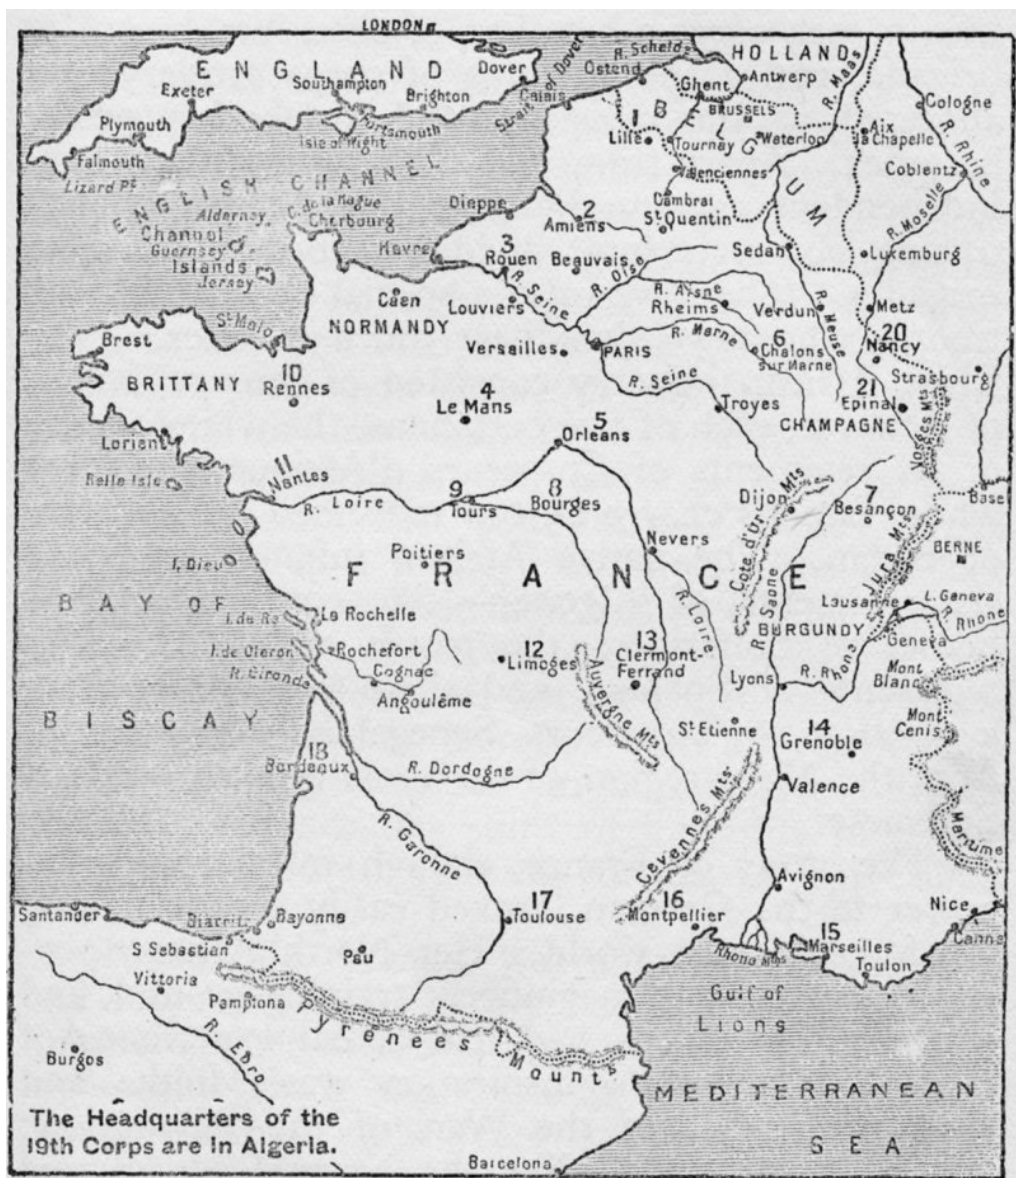 LONDON
ENGLAND
HOLLAND
R. Scheldt
Ostend
Ghent
Antwerp
R. Maas
Southampton
Dover
Strait of Dover
Calais
Exeter
Brighton
Portsmouth
Isle of Wight
Plymouth
Falmouth
Lizard Pt
ENGLISH CHANNEL
BELGIUM
BRUSSELS
1
Lille
Tournay
Waterloo
Aix
la Chapelle
Cologne
R. Rhine
Coblentz
Valenciennes
Cambrai
St Quentin
R. Moselle
Alderney
C. de la Hague
Cherbourg
Channel
Guernsey
Islands
Jersey
Dieppe
2
Amiens
Sedan
Luxemburg
Havre
3
Rouen
Beauvais
R. Oise
R. Aisne
Rheims
Verdun
Metz
Caen
Louviers
R. Seine
R. Meuse
St Malo
NORMANDY
Versailles
PARIS
R. Marne
6
Chalons
sur Marne
20
Nancy
Strasbourg
Brest
BRITTANY
10
Rennes
4
Le Mans
R. Seine
Troyes
21
Epinal
CHAMPAGNE
Vosges Mts
Lorient
Belle Isle
5
Orleans
11
Nantes
R. Loire
9
Tours
8
Bourges
Dijon
Cote d'Or Mts
7
Besançon
Basel
BERNE
Jura Mts
Poitiers
Nevers
FRANCE
I. Dieu
R. Loire
R. Saone
Lausanne
L. Geneva
R. Rhone
BURGUNDY
Geneva
BAY OF
BISCAY
I. de Ré
La Rochelle
I. de Oleron
Rochefort
Cognac
R. Gironde
Angoulême
12
Limoges
13
Clermont-
Ferrand
Auvergne Mts
Lyons
R. Rhone
Mont
Blanc
Mont
Cenis
St Etienne
14
Grenoble
18
Bordeaux
R. Dordogne
Valence
R. Garonne
Cevennes Mts
Maritime
Avignon
Santander
Biarritz
Bayonne
17
Toulouse
16
Montpellier
15
Marseilles
Rhone Mths
Toulon
Nice
Canne
S Sebastian
Vittoria
Pau
Pamplona
Pyrenees Mounts
Gulf of
Lions
Burgos
R. Ebro
MEDITERRANEAN
SEA
The Headquarters of the
19th Corps are in Algeria.
Barcelona